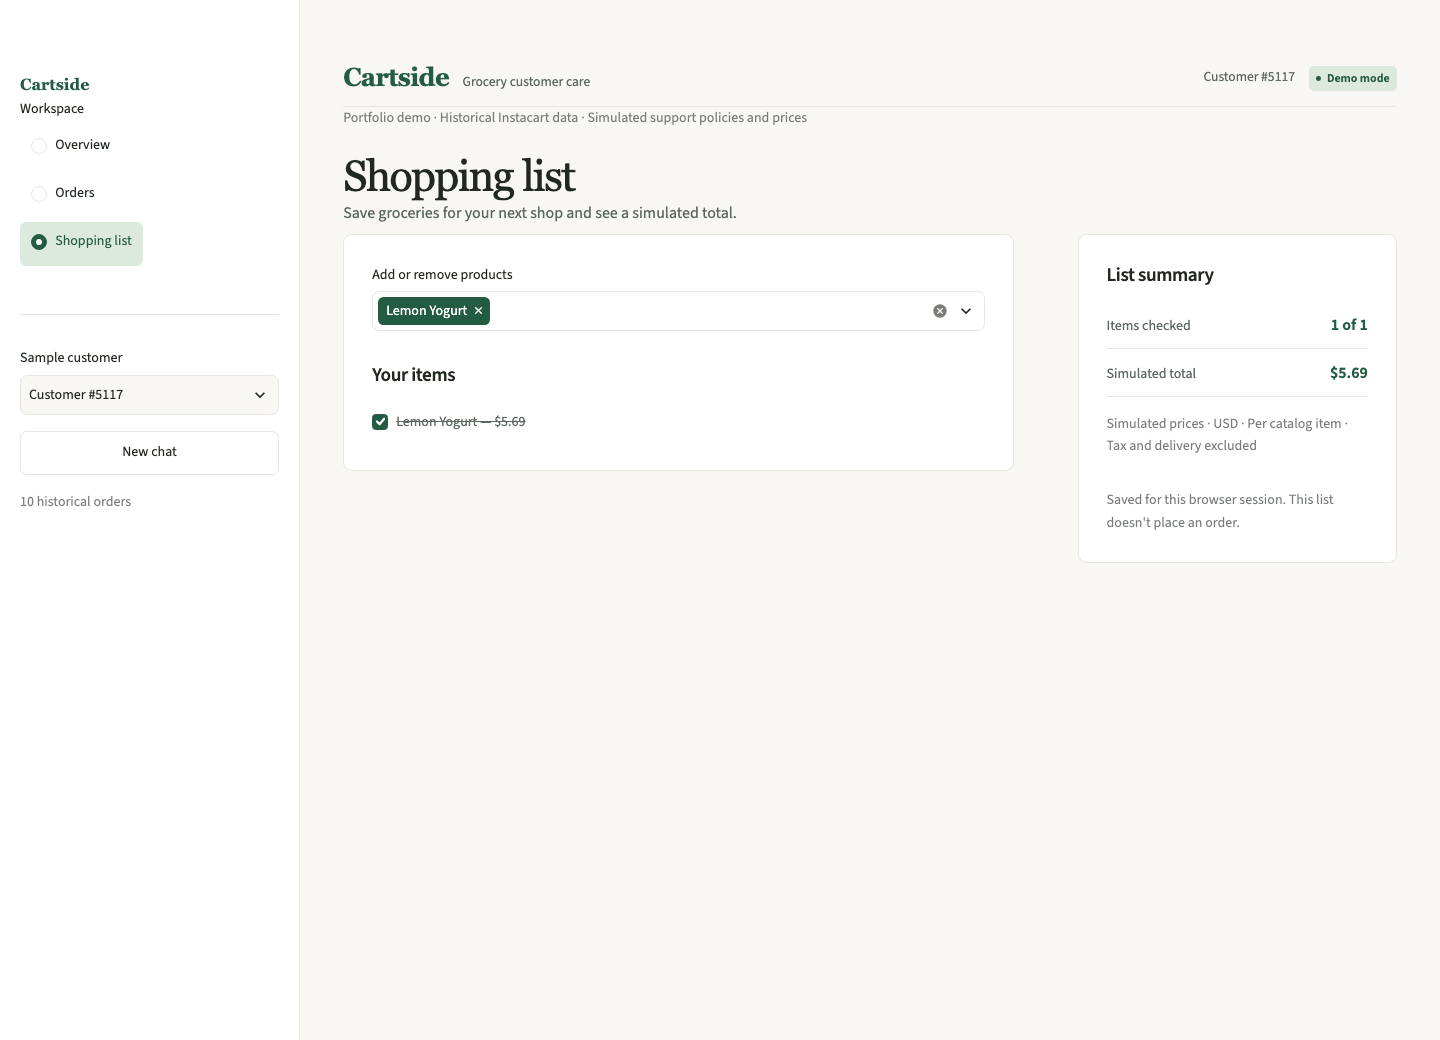 Cartside
Workspace
Overview
Orders
Shopping list
Sample customer
Customer #5117
New chat
10 historical orders
Cartside Grocery customer care
Customer #5117
Demo mode
Portfolio demo · Historical Instacart data · Simulated support policies and prices
Shopping list
Save groceries for your next shop and see a simulated total.
Add or remove products
Lemon Yogurt
Your items
Lemon Yogurt — $5.69
List summary
Items checked 1 of 1
Simulated total $5.69
Simulated prices · USD · Per catalog item ·
Tax and delivery excluded
Saved for this browser session. This list
doesn't place an order.